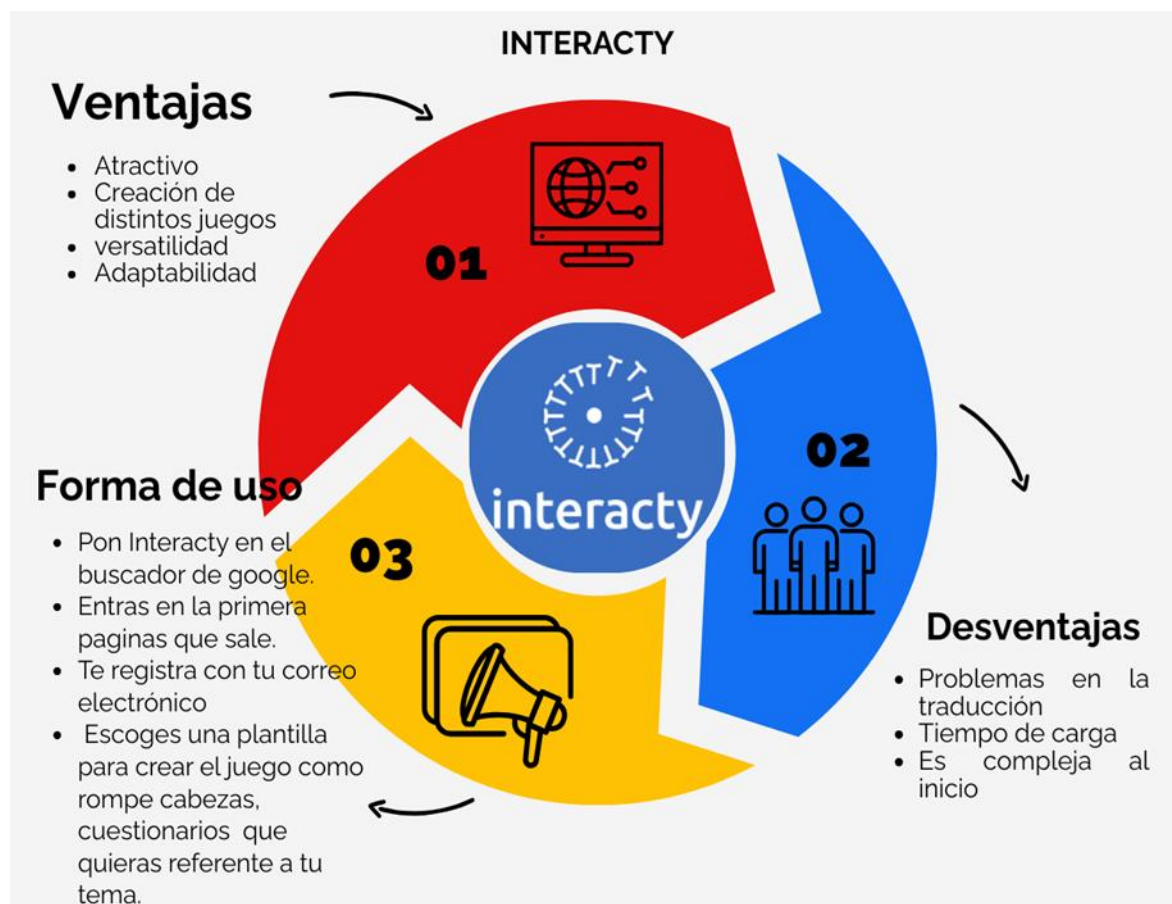 INTERACTY
Ventajas
• Atractivo
• Creación de
distintos juegos
• versatilidad
• Adaptabilidad
01
interacty
02
Desventajas
• Problemas en la
traducción
• Tiempo de carga
• Es compleja al
inicio
03
Forma de uso
• Pon Interacty en el
buscador de google.
• Entras en la primera
paginas que sale.
• Te registra con tu correo
electrónico
• Escoges una plantilla
para crear el juego como
rompe cabezas,
cuestionarios que
quieras referente a tu
tema.